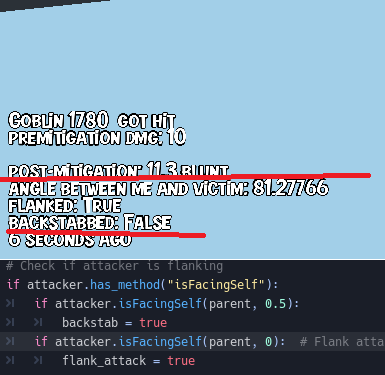 Goblin 1780 got hit
premitigation dmg: 10
post-mitigation: 11.3 blunt
angle between me and victim: 81.27766
flanked: True
backstabbed: False
6 seconds ago
# Check if attacker is flanking
if attacker.has_method("isFacingSelf"):
if attacker.isFacingSelf(parent, 0.5):
backstab = true
if attacker.isFacingSelf(parent, 0): # Flank atta
flank_attack = true